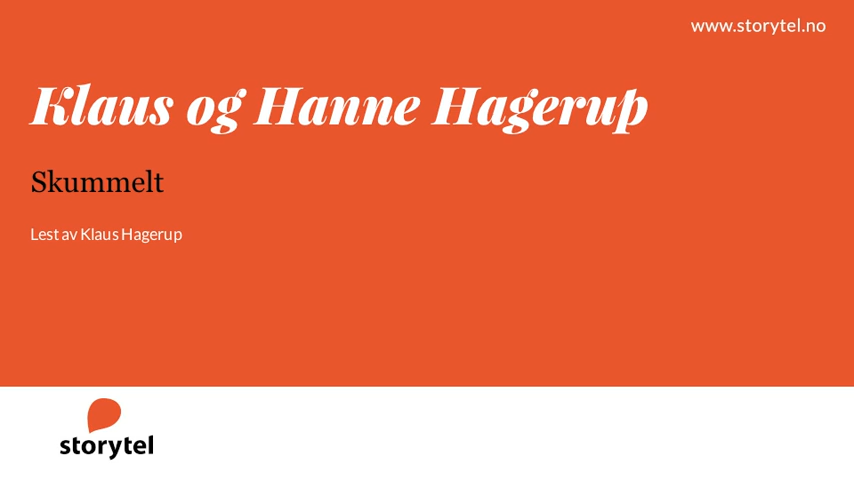 www.storytel.no
Klaus og Hanne Hagerup
Skummelt
Lest av Klaus Hagerup
storytel